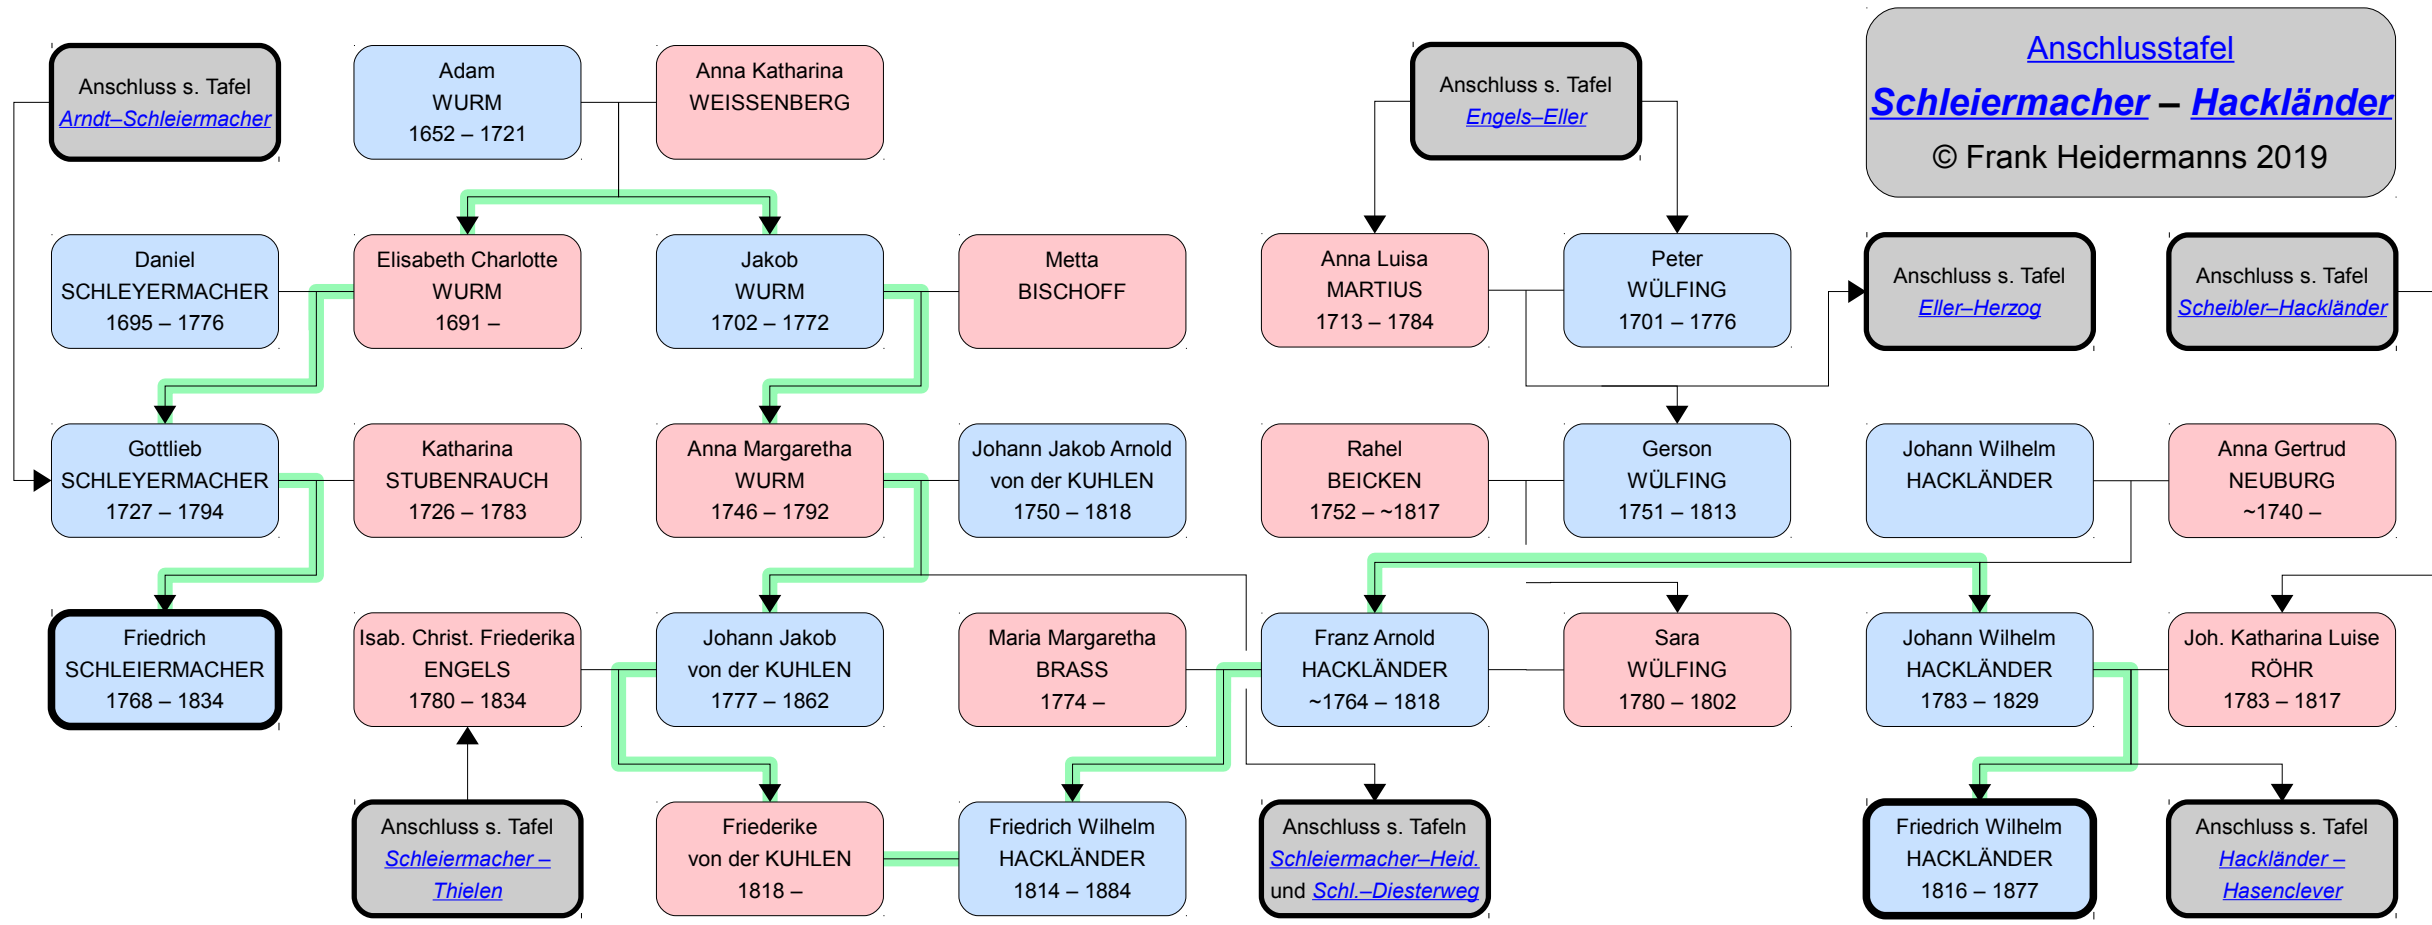 Anschluss s. Tafel
Arndt–Schleiermacher
Adam
WURM
1652 – 1721
Anna Katharina
WEISSENBERG
Anschluss s. Tafel
Engels–Eller
Anschlusstafel
Schleiermacher – Hackländer
© Frank Heidermanns 2019
Daniel
SCHLEYERMACHER
1695 – 1776
Elisabeth Charlotte
WURM
1691 –
Jakob
WURM
1702 – 1772
Metta
BISCHOFF
Anna Luisa
MARTIUS
1713 – 1784
Peter
WÜLFING
1701 – 1776
Anschluss s. Tafel
Eller–Herzog
Anschluss s. Tafel
Scheibler–Hackländer
Gottlieb
SCHLEYERMACHER
1727 – 1794
Katharina
STUBENRAUCH
1726 – 1783
Anna Margaretha
WURM
1746 – 1792
Johann Jakob Arnold
von der KUHLEN
1750 – 1818
Rahel
BEICKEN
1752 – ~1817
Gerson
WÜLFING
1751 – 1813
Johann Wilhelm
HACKLÄNDER
Anna Gertrud
NEUBURG
~1740 –
Friedrich
SCHLEIERMACHER
1768 – 1834
Isab. Christ. Friederika
ENGELS
1780 – 1834
Johann Jakob
von der KUHLEN
1777 – 1862
Maria Margaretha
BRASS
1774 –
Franz Arnold
HACKLÄNDER
~1764 – 1818
Sara
WÜLFING
1780 – 1802
Johann Wilhelm
HACKLÄNDER
1783 – 1829
Joh. Katharina Luise
RÖHR
1783 – 1817
Anschluss s. Tafel
Schleiermacher –
Thielen
Friederike
von der KUHLEN
1818 –
Friedrich Wilhelm
HACKLÄNDER
1814 – 1884
Anschluss s. Tafeln
Schleiermacher–Heid.
und Schl.–Diesterweg
Friedrich Wilhelm
HACKLÄNDER
1816 – 1877
Anschluss s. Tafel
Hackländer –
Hasenclever